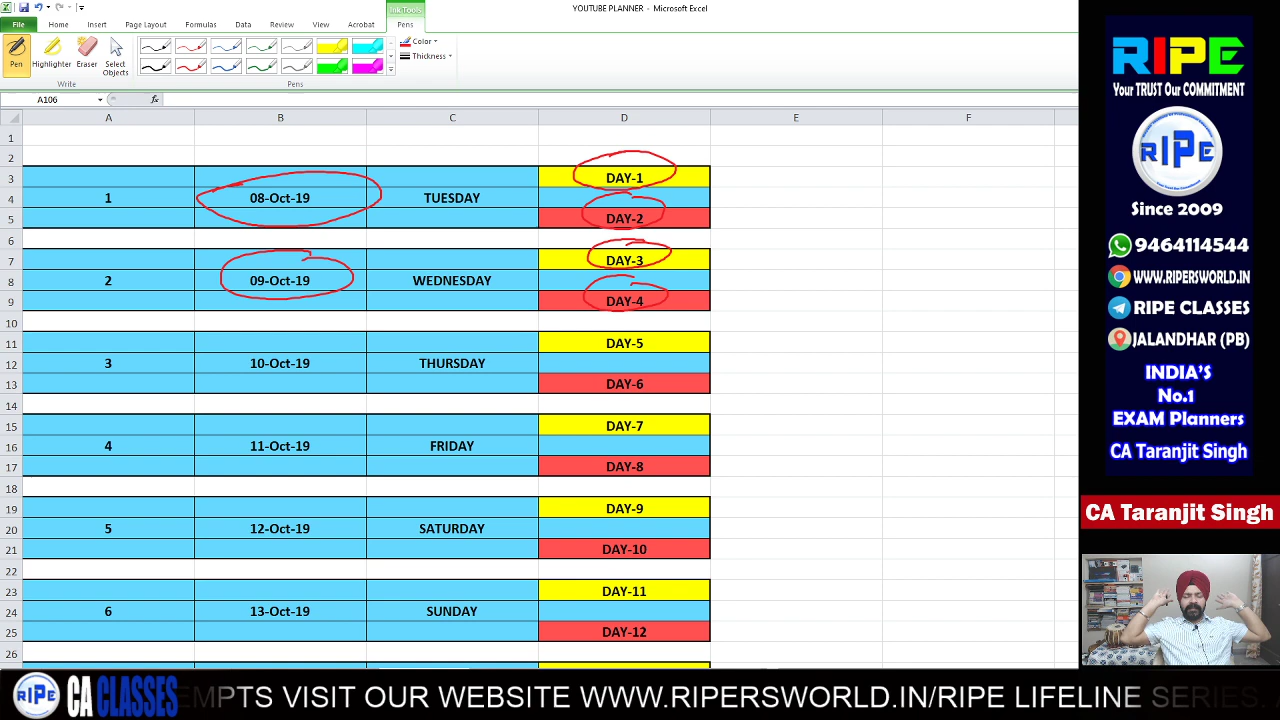 YOUTUBE PLANNER - Microsoft Excel
Ink Tools
File Home Insert Page Layout Formulas Data Review View Acrobat Pens
Pen Highlighter Eraser Select Objects
Color
Thickness
Write Pens
A106 fx
A B C D E F
1
2
3 DAY-1
4 1 08-Oct-19 TUESDAY
5 DAY-2
6
7 DAY-3
8 2 09-Oct-19 WEDNESDAY
9 DAY-4
10
11 DAY-5
12 3 10-Oct-19 THURSDAY
13 DAY-6
14
15 DAY-7
16 4 11-Oct-19 FRIDAY
17 DAY-8
18
19 DAY-9
20 5 12-Oct-19 SATURDAY
21 DAY-10
22
23 DAY-11
24 6 13-Oct-19 SUNDAY
25 DAY-12
26
RIPE
Your TRUST Our COMMITMENT
RIPE
Since 2009
9464114544
WWW.RIPERSWORLD.IN
RIPE CLASSES
JALANDHAR (PB)
INDIA'S
No.1
EXAM Planners
CA Taranjit Singh
CA Taranjit Singh
RIPE CA CLASSES EMPTS VISIT OUR WEBSITE WWW.RIPERSWORLD.IN/RIPE LIFELINE SERIES.